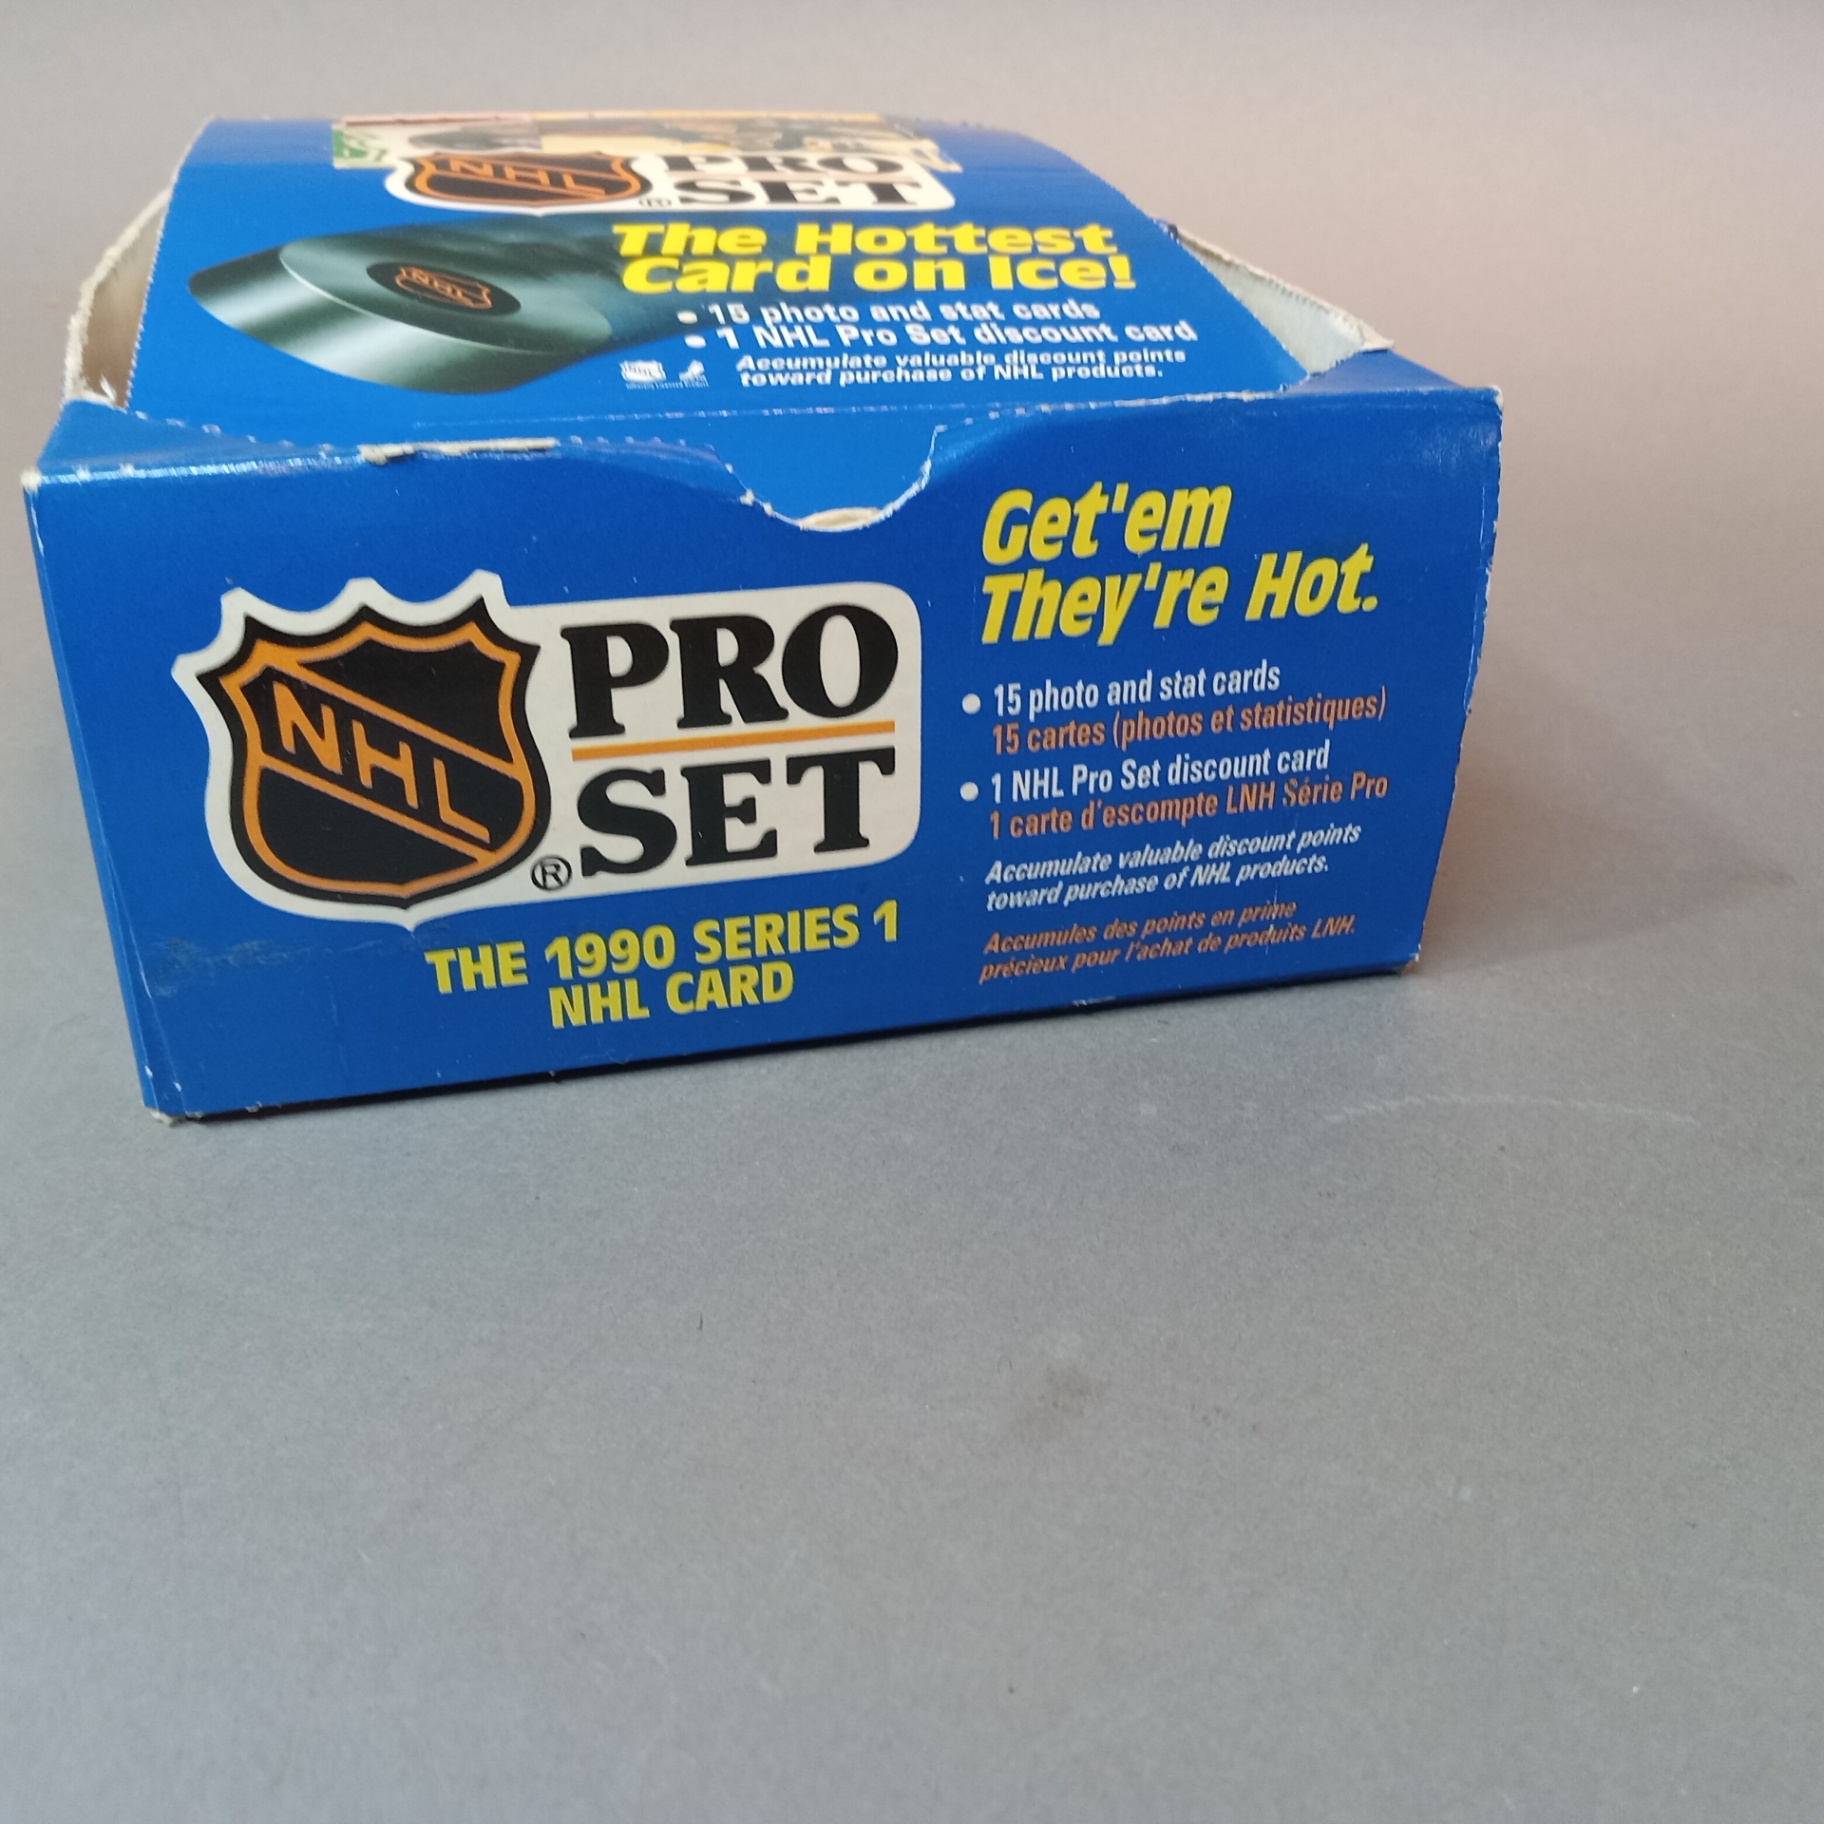 NHL
PRO
SET
®
The Hottest
Card on Ice!
NHL
• 15 photo and stat cards
• 1 NHL Pro Set discount card
Accumulate valuable discount points
toward purchase of NHL products.
Get'em
They're Hot.
NHL
PRO
SET
®
THE 1990 SERIES 1
NHL CARD
• 15 photo and stat cards
15 cartes (photos et statistiques)
• 1 NHL Pro Set discount card
1 carte d'escompte LNH Série Pro
Accumulate valuable discount points
toward purchase of NHL products.
Accumules des points en prime
précieux pour l'achat de produits LNH.